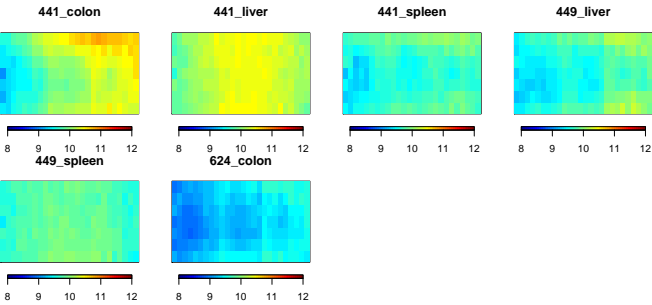 441_colon 441_liver 441_spleen 449_liver
8 9 10 11 12 8 9 10 11 12 8 9 10 11 12 8 9 10 11 12
449_spleen 624_colon
8 9 10 11 12 8 9 10 11 12